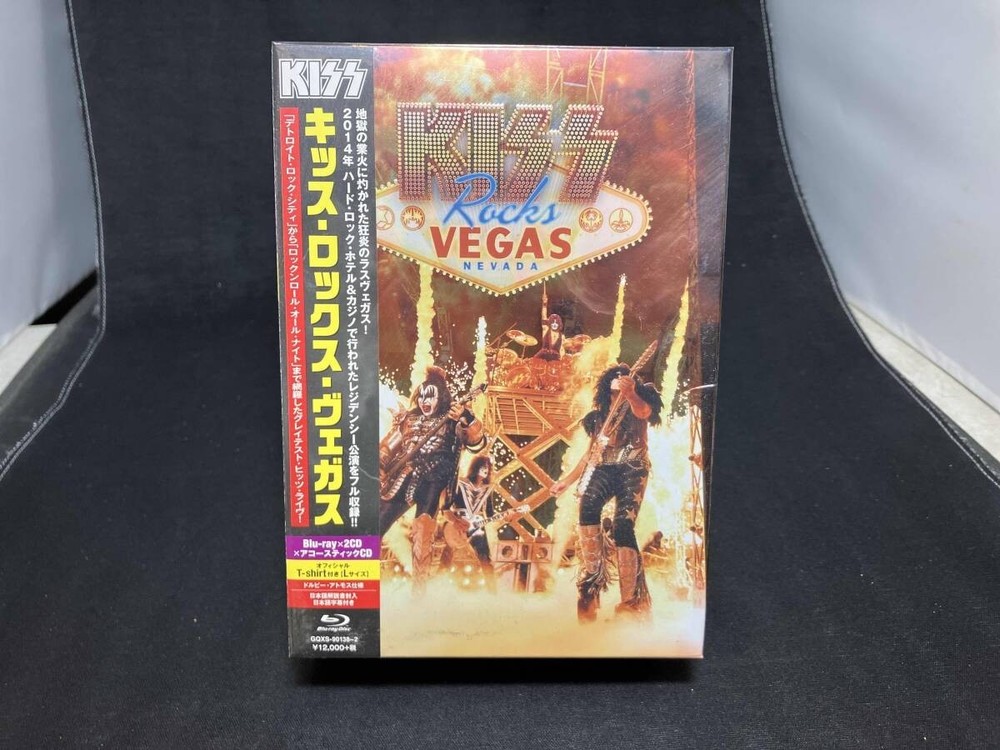 KISS
地獄の業火に灼かれた狂炎のラスヴェガス！
2014年 ハード・ロック・ホテル&カジノで行われたレジデンシー公演をフル収録!!
キッス・ロックス・ヴェガス
「デトロイト・ロック・シティ」から「ロックンロール・オール・ナイト」まで網羅したグレイテスト・ヒッツ・ライヴ！
Blu-ray×2CD
×アコースティックCD
オフィシャル
T-shirt付き[Lサイズ]
ドルビー・アトモス仕様
日本語解説書封入
日本語字幕付き
Blu-ray Disc
GQXS-90138~2
¥12,000+税
KISS
Rocks
VEGAS
NEVADA